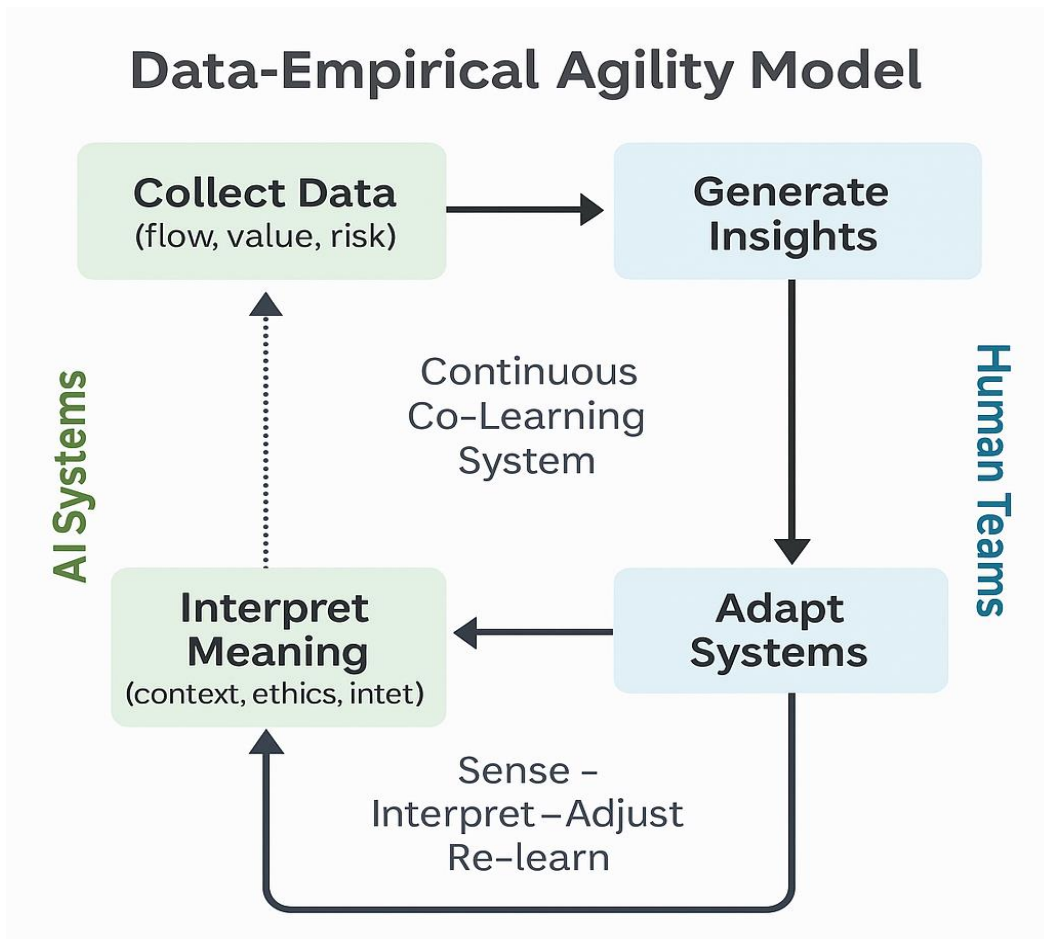 Data-Empirical Agility Model
Collect Data
(flow, value, risk)
Generate
Insights
Continuous
Co-Learning
System
AI Systems
Human Teams
Interpret
Meaning
(context, ethics, intet)
Adapt
Systems
Sense -
Interpret-Adjust
Re-learn